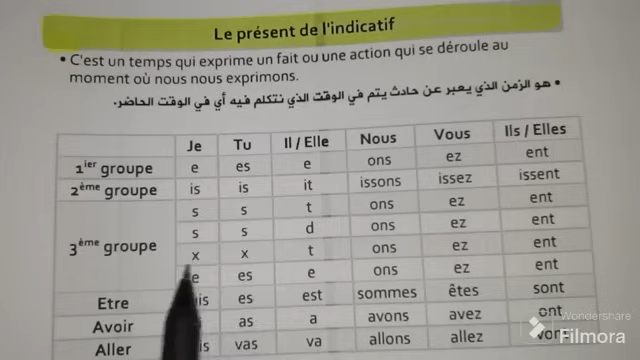 Le présent de l'indicatif
• C'est un temps qui exprime un fait ou une action qui se déroule au
moment où nous nous exprimons.
• هو الزمن الذي يعبر عن حادث يتم في الوقت الذي نتكلم فيه أي في الوقت الحاضر.
Je Tu Il / Elle Nous Vous Ils / Elles
1ier groupe e es e ons ez ent
2ème groupe is is it issons issez issent
s s t ons ez ent
s s d ons ez ent
3ème groupe x x t ons ez ent
e es e ons ez ent
Etre es est sommes êtes sont
Avoir as a avons avez ont
Aller vas va allons allez vont
Wondershare
Filmora